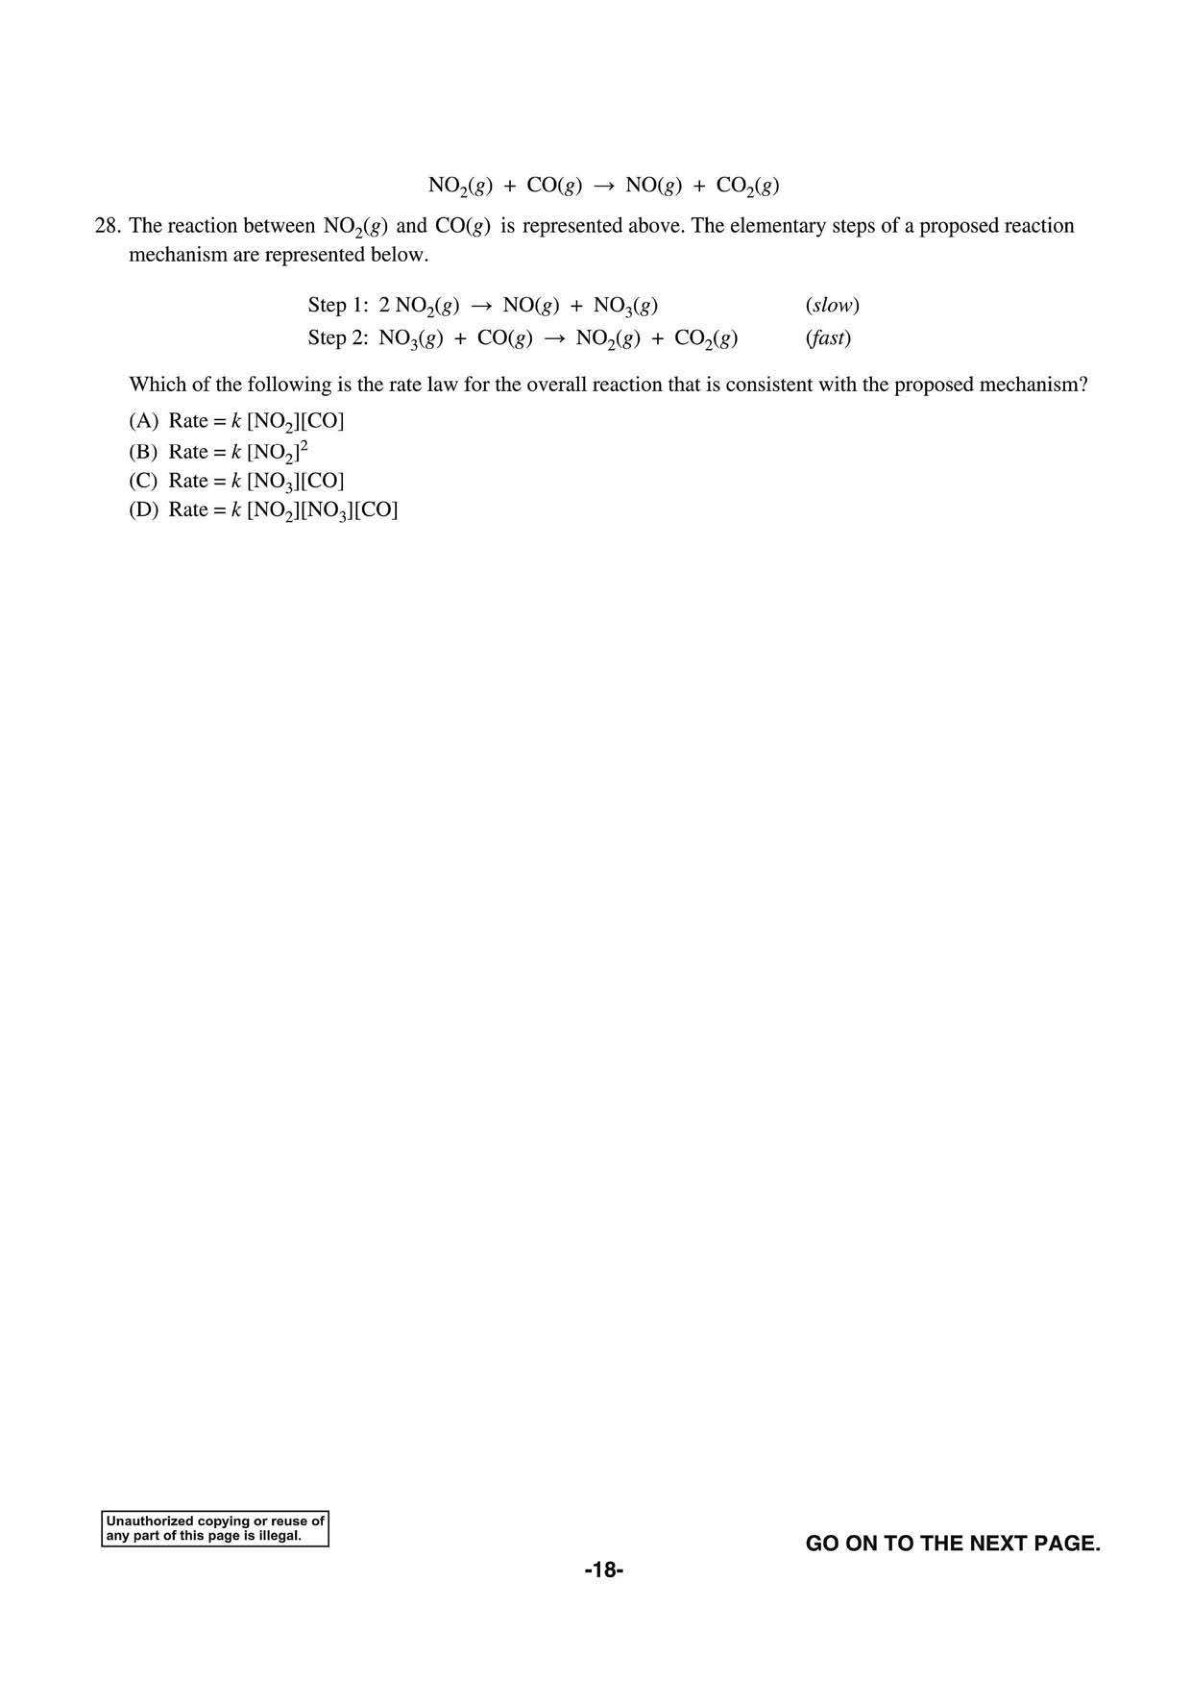 NO₂(g) + CO(g) → NO(g) + CO₂(g)
28. The reaction between NO₂(g) and CO(g) is represented above. The elementary steps of a proposed reaction
mechanism are represented below.
Step 1: 2 NO₂(g) → NO(g) + NO₃(g) (slow)
Step 2: NO₃(g) + CO(g) → NO₂(g) + CO₂(g) (fast)
Which of the following is the rate law for the overall reaction that is consistent with the proposed mechanism?
(A) Rate = k [NO₂][CO]
(B) Rate = k [NO₂]²
(C) Rate = k [NO₃][CO]
(D) Rate = k [NO₂][NO₃][CO]
Unauthorized copying or reuse of
any part of this page is illegal.
GO ON TO THE NEXT PAGE.
-18-